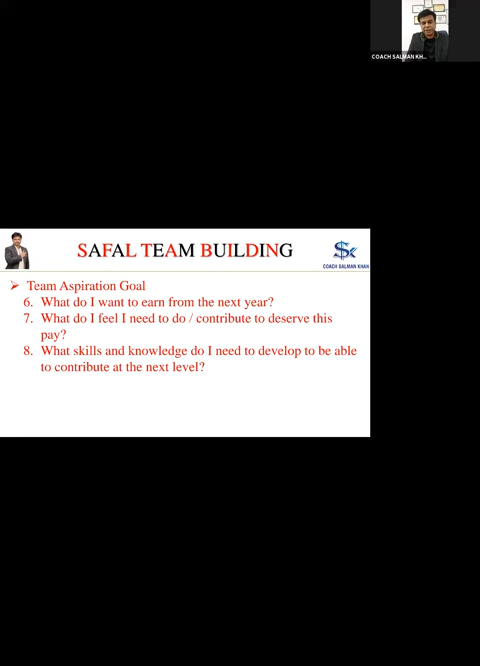 COACH SALMAN KH...
SAFAL TEAM BUILDING
COACH SALMAN KHAN
Team Aspiration Goal
6. What do I want to earn from the next year?
7. What do I feel I need to do / contribute to deserve this
pay?
8. What skills and knowledge do I need to develop to be able
to contribute at the next level?